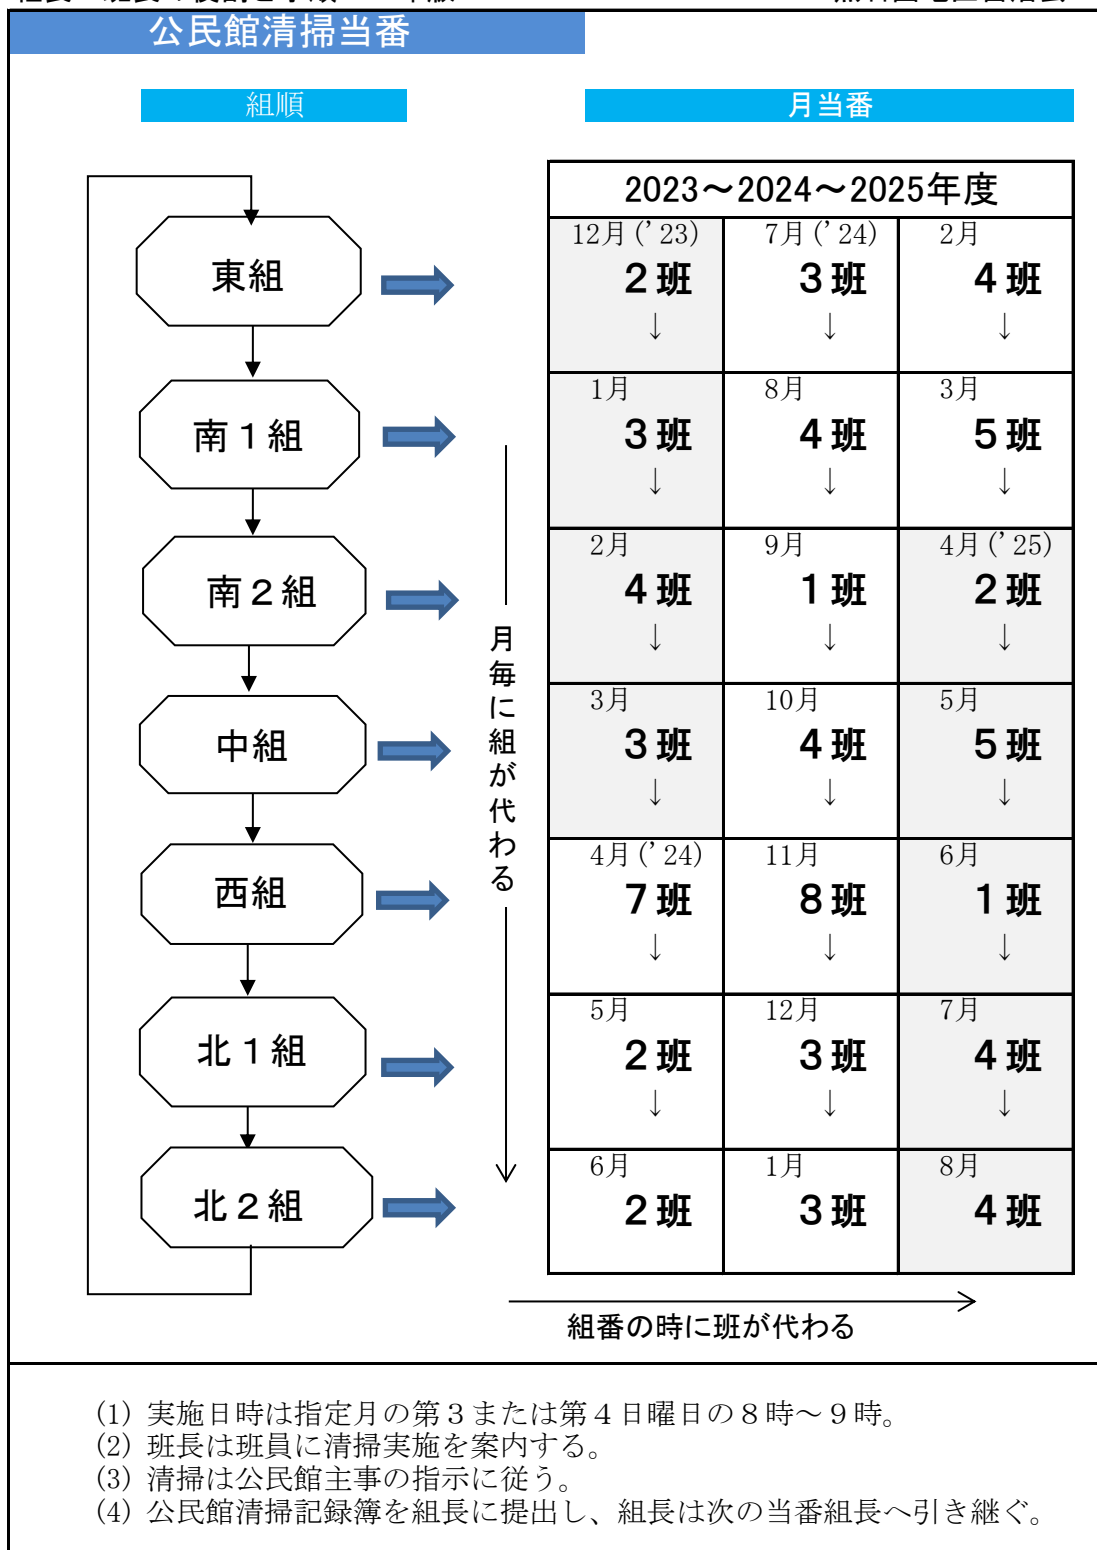 公民館清掃当番
組順
月当番
2023～2024～2025年度
東組
12月(’23)
7月(’24)
2月
２班
３班
４班
↓
↓
↓
南１組
1月
8月
3月
３班
４班
５班
↓
↓
↓
南２組
2月
9月
4月(’25)
４班
１班
２班
↓
↓
↓
中組
3月
10月
5月
３班
４班
５班
↓
↓
↓
西組
4月(’24)
11月
6月
７班
８班
１班
↓
↓
↓
北１組
5月
12月
7月
２班
３班
４班
↓
↓
↓
北２組
6月
1月
8月
２班
３班
４班
月毎に組が代わる
組番の時に班が代わる
(1) 実施日時は指定月の第３または第４日曜日の８時～９時。
(2) 班長は班員に清掃実施を案内する。
(3) 清掃は公民館主事の指示に従う。
(4) 公民館清掃記録簿を組長に提出し、組長は次の当番組長へ引き継ぐ。